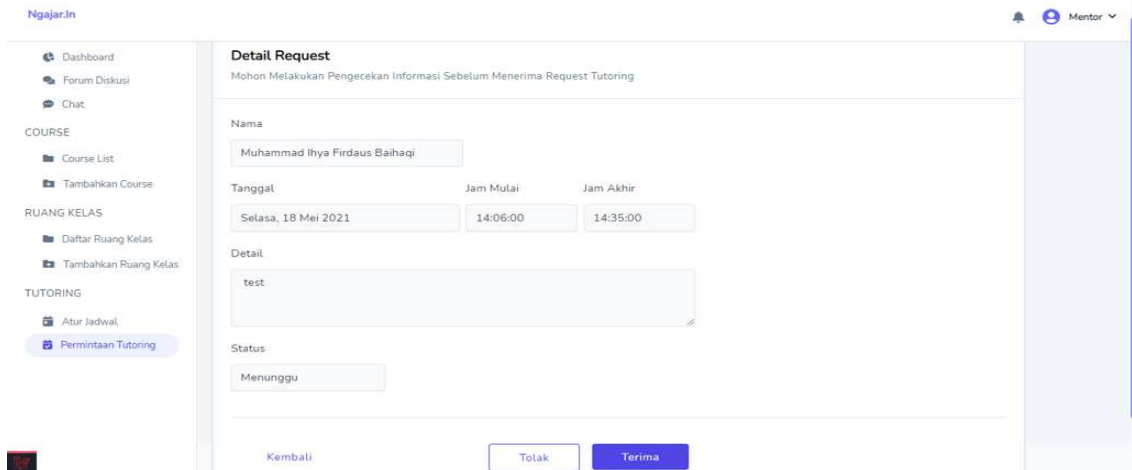 Ngajar.In
Mentor
Dashboard
Forum Diskusi
Chat
COURSE
Course List
Tambahkan Course
RUANG KELAS
Daftar Ruang Kelas
Tambahkan Ruang Kelas
TUTORING
Atur Jadwal
Permintaan Tutoring
Detail Request
Mohon Melakukan Pengecekan Informasi Sebelum Menerima Request Tutoring
Nama
Muhammad Ihya Firdaus Baihaqi
Tanggal Jam Mulai Jam Akhir
Selasa, 18 Mei 2021 14:06:00 14:35:00
Detail
test
Status
Menunggu
Kembali Tolak Terima